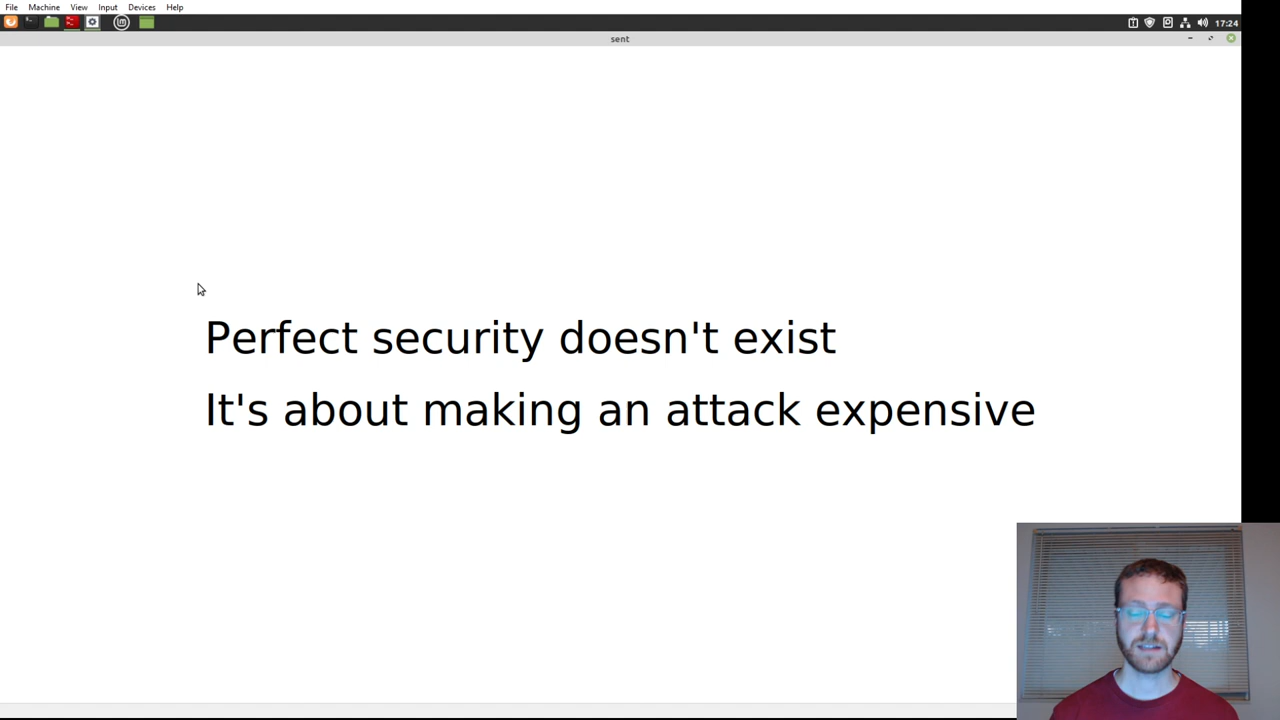 File Machine View Input Devices Help
17:24
sent
Perfect security doesn't exist
It's about making an attack expensive